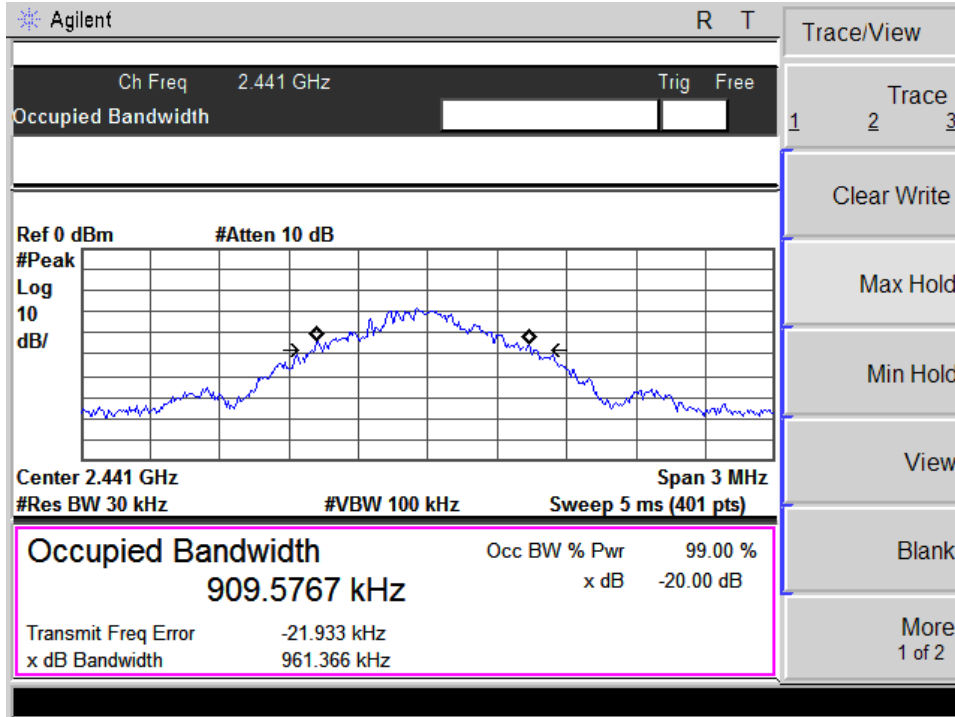 Agilent R T
Ch Freq 2.441 GHz Trig Free
Occupied Bandwidth
Ref 0 dBm #Atten 10 dB
#Peak
Log
10
dB/
Center 2.441 GHz Span 3 MHz
#Res BW 30 kHz #VBW 100 kHz Sweep 5 ms (401 pts)
Occupied Bandwidth Occ BW % Pwr 99.00 %
909.5767 kHz x dB -20.00 dB
Transmit Freq Error -21.933 kHz
x dB Bandwidth 961.366 kHz
Trace/View
Trace
1 2 3
Clear Write
Max Hold
Min Hold
View
Blank
More
1 of 2